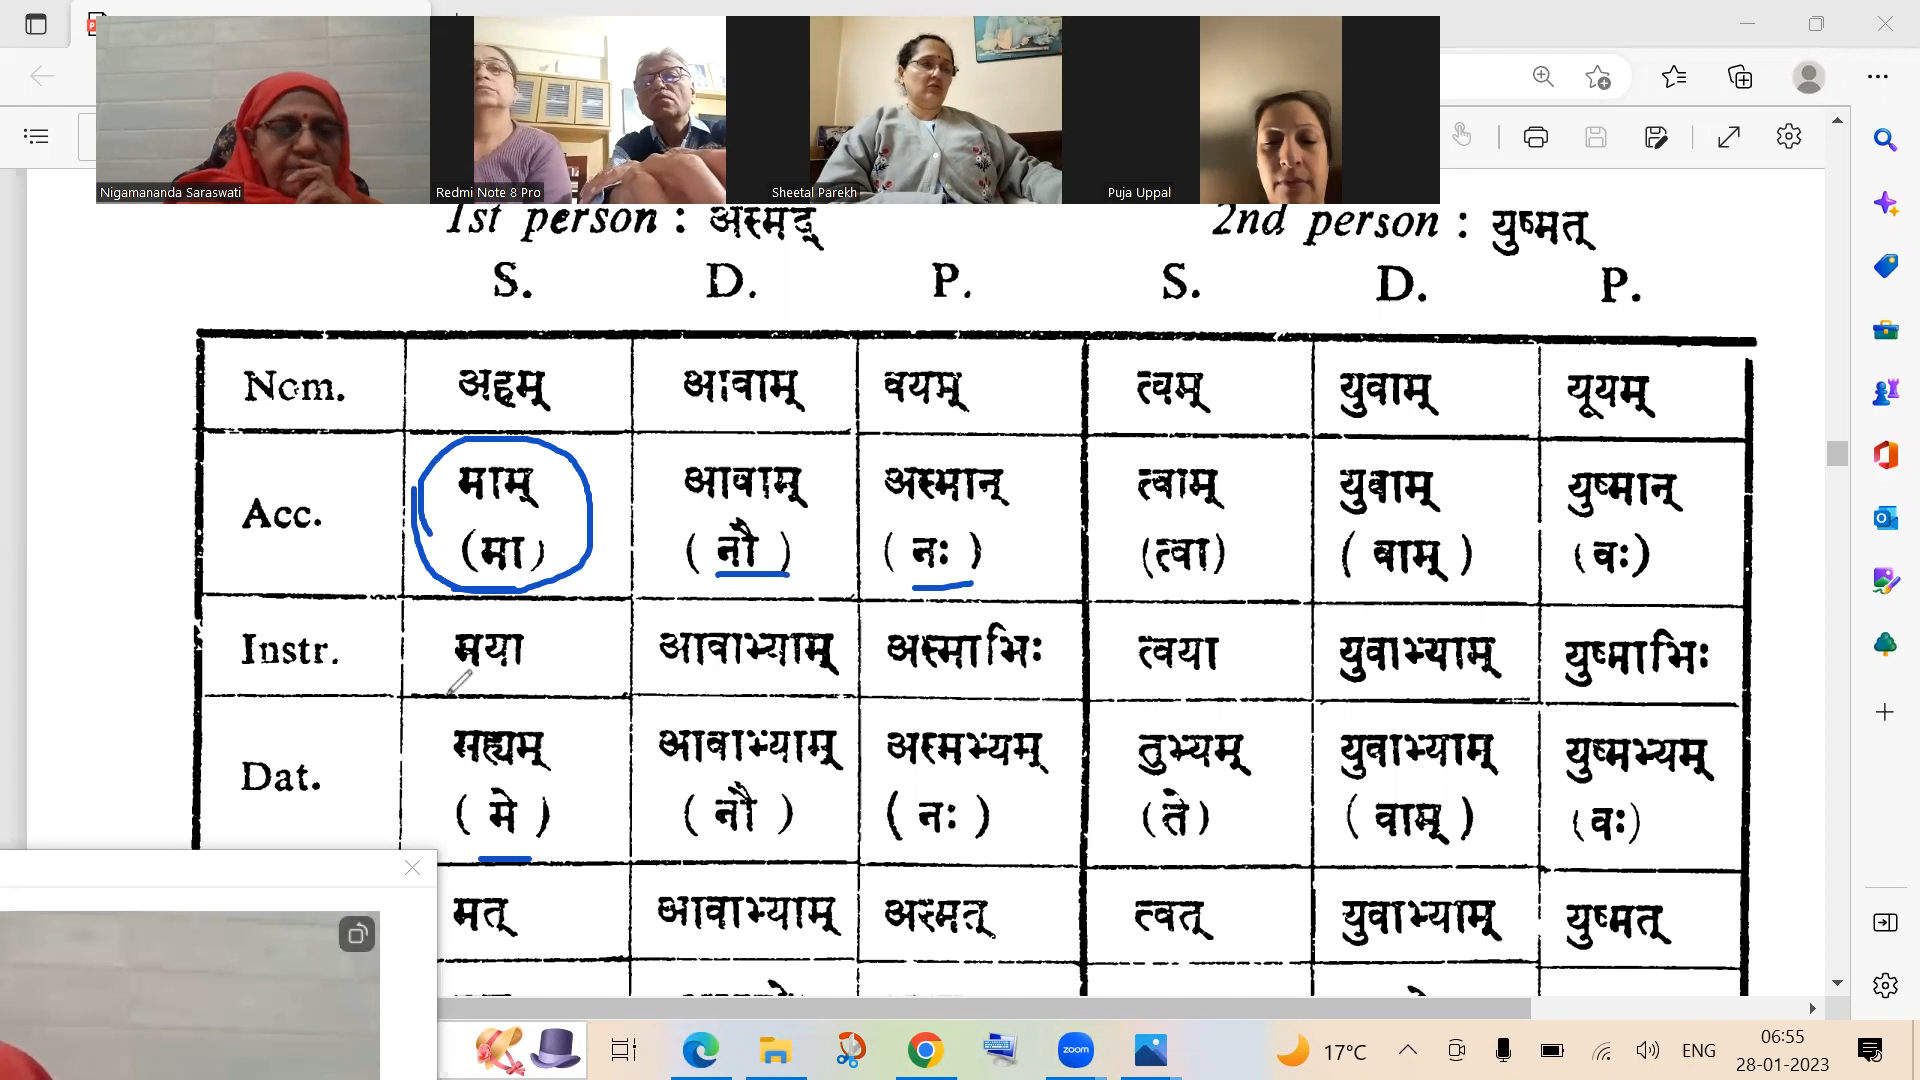 Nigamananda Saraswati
Redmi Note 8 Pro
Sheetal Parekh
Puja Uppal
1st person : अस्मद्
2nd person : युष्मत्
S. D. P. S. D. P.
Nom. अहम् आवाम् वयम् त्वम् युवाम् यूयम्
Acc. माम् आवाम् अस्मान् त्वाम् युवाम् युष्मान्
(मा) (नौ) (नः) (त्वा) (वाम्) (वः)
Instr. मया आवाभ्याम् अस्माभिः त्वया युवाभ्याम् युष्माभिः
Dat. मह्यम् आवाभ्याम् अस्मभ्यम् तुभ्यम् युवाभ्याम् युष्मभ्यम्
(मे) (नौ) (नः) (ते) (वाम्) (वः)
मत् आवाभ्याम् अस्मत् त्वत् युवाभ्याम् युष्मत्
zoom
17°C
ENG
06:55
28-01-2023